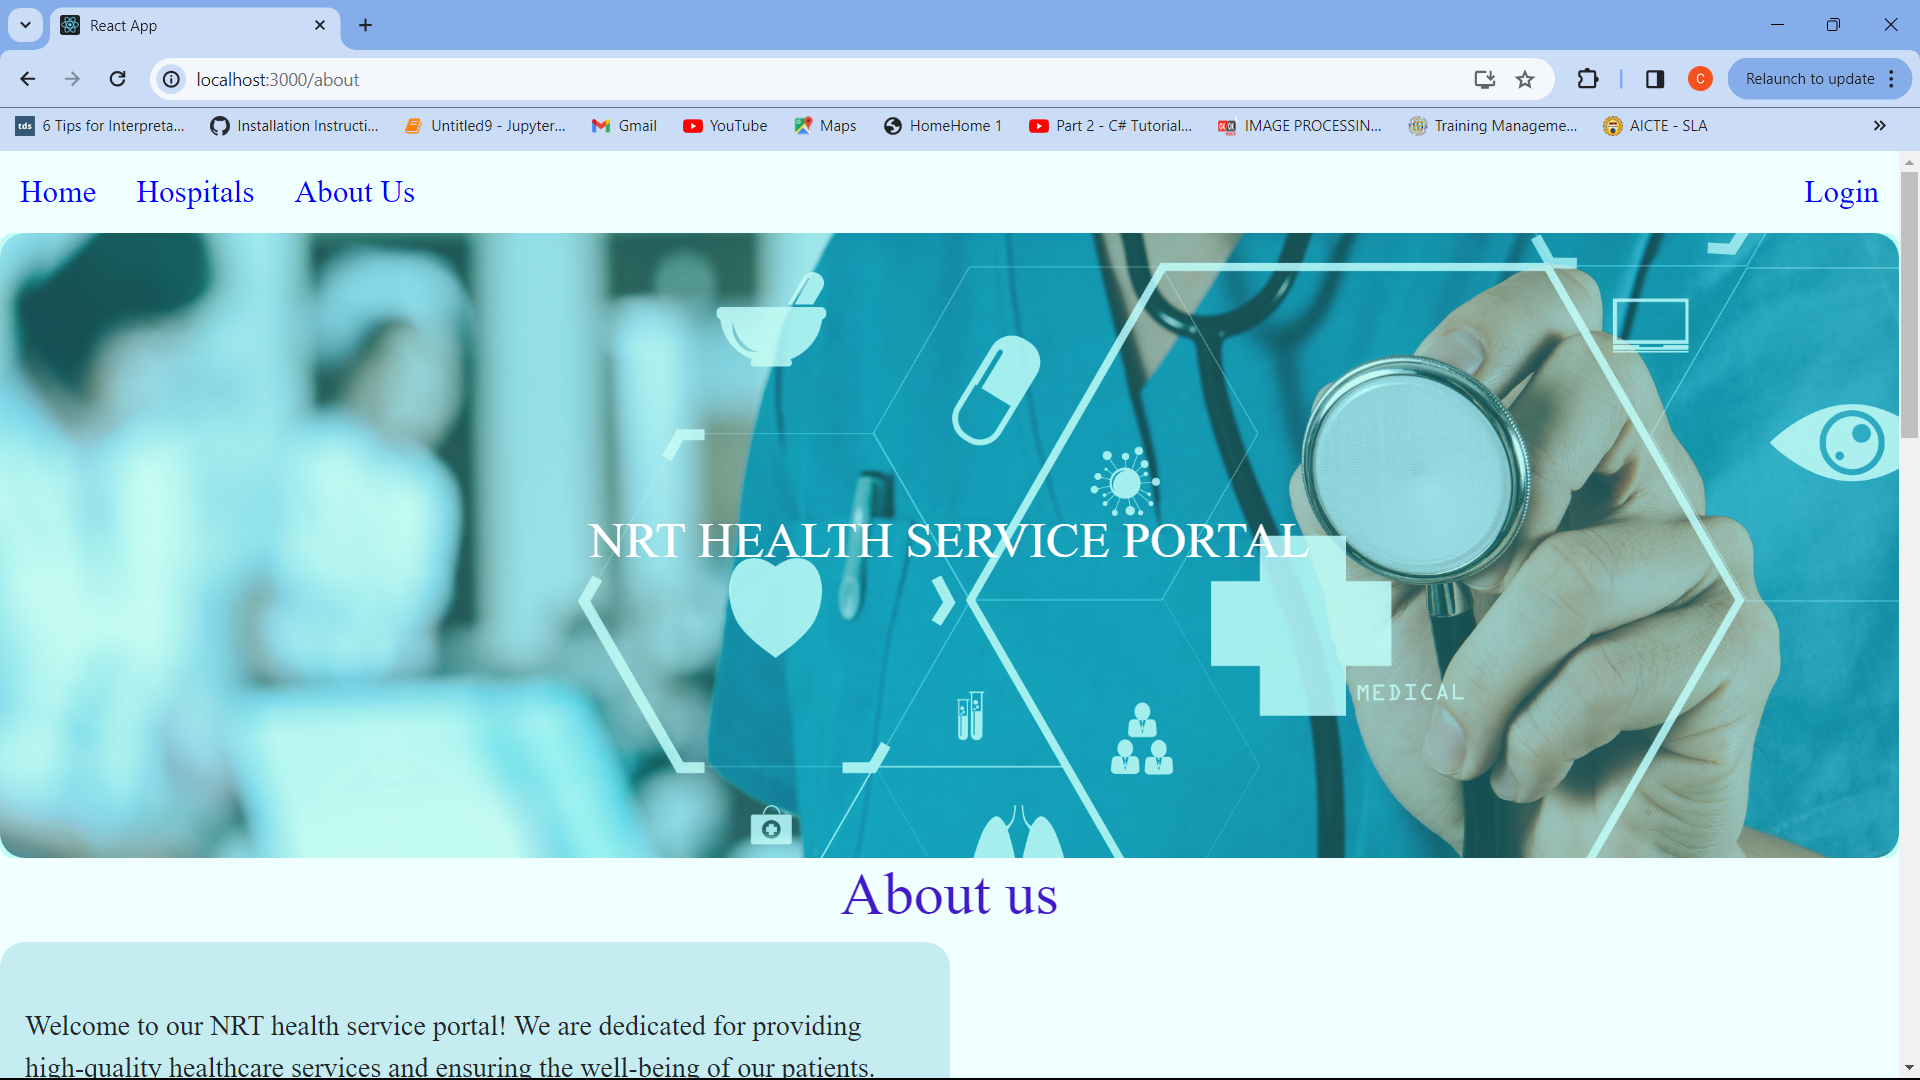 React App
localhost:3000/about
Relaunch to update
C
tds 6 Tips for Interpreta... Installation Instructi... Untitled9 - Jupyter... Gmail YouTube Maps HomeHome 1 Part 2 - C# Tutorial... IMAGE PROCESSIN... Training Manageme... AICTE - SLA
Home Hospitals About Us Login
NRT HEALTH SERVICE PORTAL
MEDICAL
About us
Welcome to our NRT health service portal! We are dedicated for providing
high-quality healthcare services and ensuring the well-being of our patients.